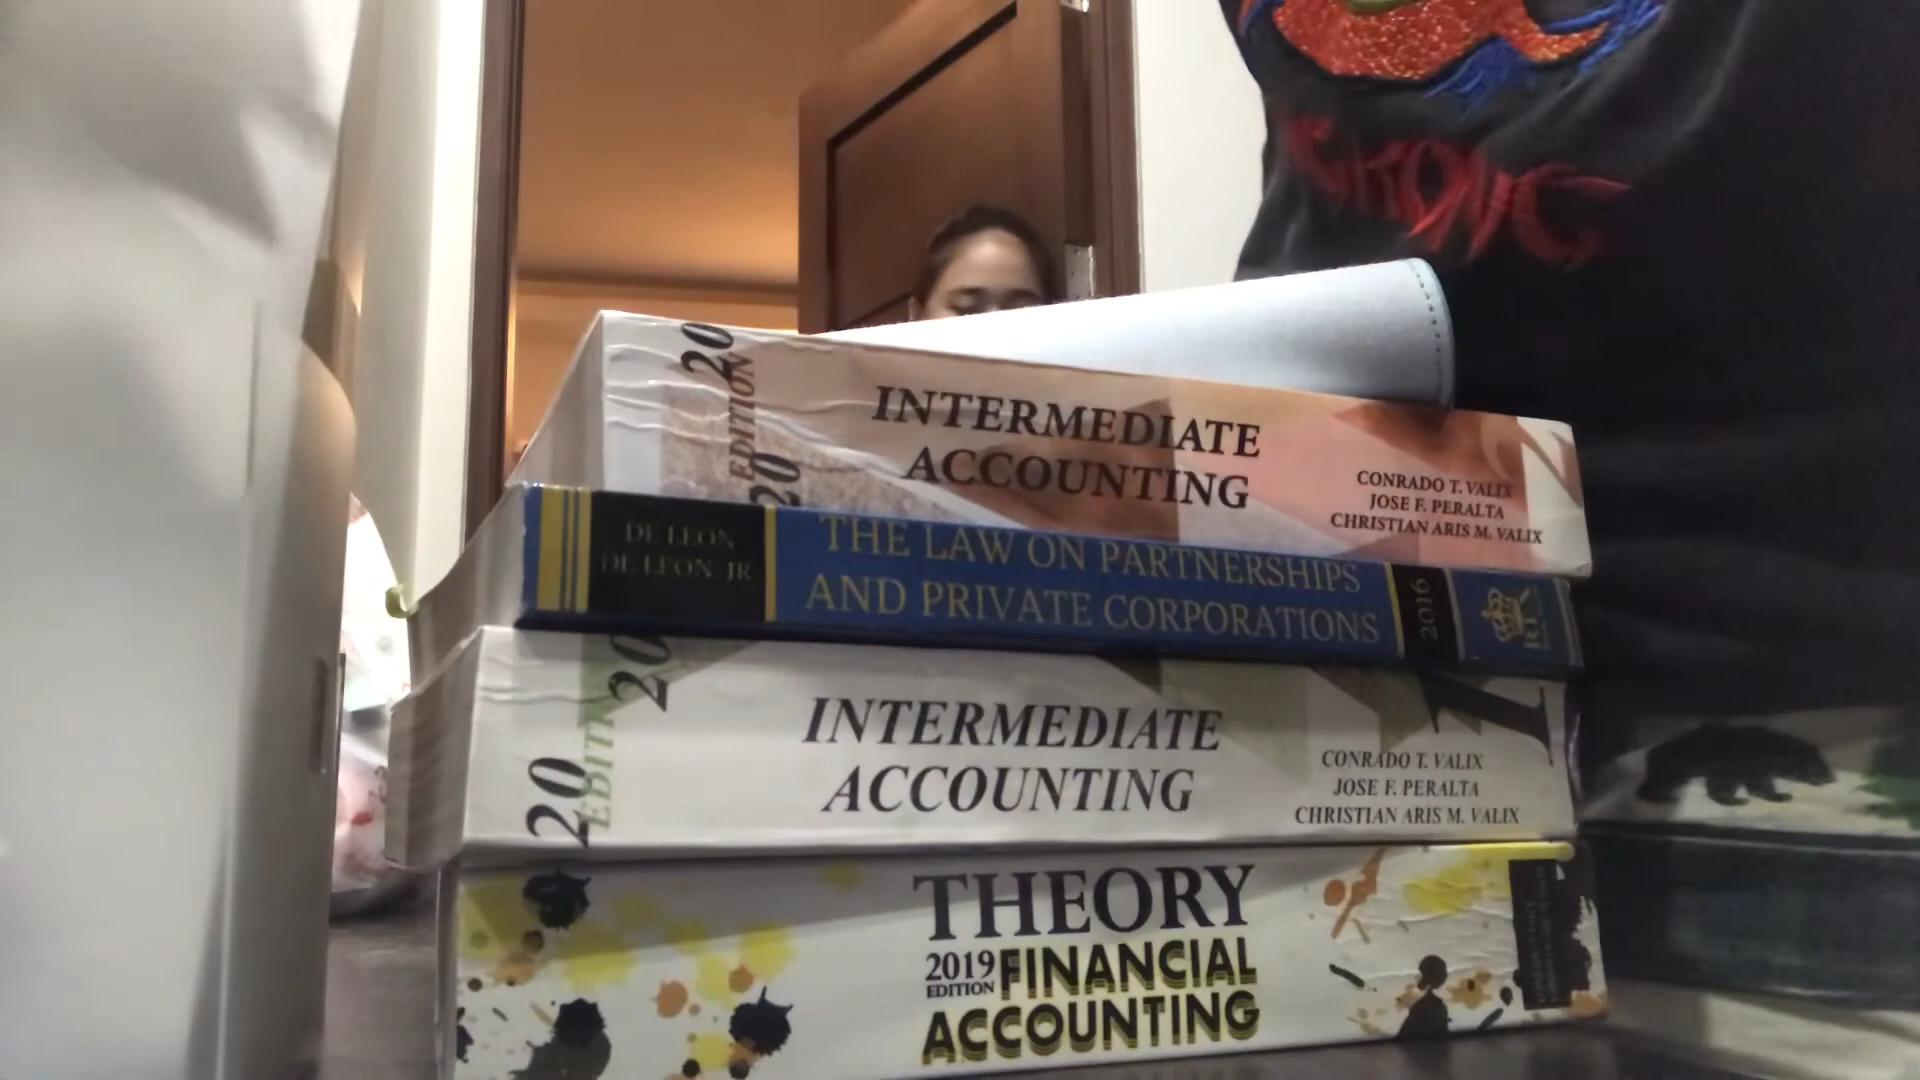 20
EDITION
20
INTERMEDIATE
ACCOUNTING
CONRADO T. VALIX
JOSE F. PERALTA
CHRISTIAN ARIS M. VALIX
2
DE LEON
DE LEON, JR
THE LAW ON PARTNERSHIPS
AND PRIVATE CORPORATIONS
2016
20
EDITION
20
INTERMEDIATE
ACCOUNTING
CONRADO T. VALIX
JOSE F. PERALTA
CHRISTIAN ARIS M. VALIX
1
THEORY
2019
EDITION
FINANCIAL
ACCOUNTING